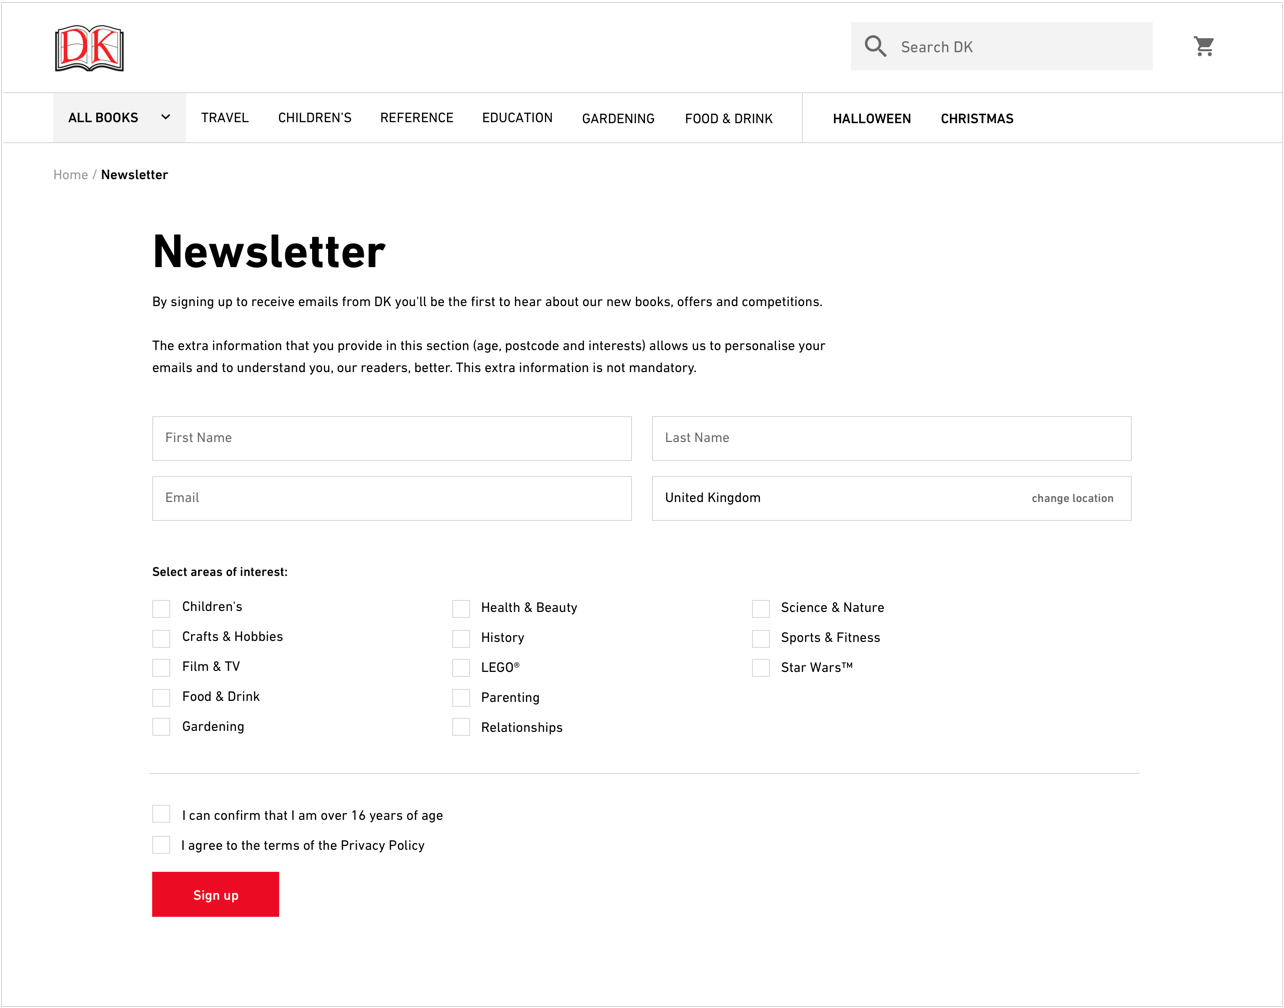 DK
Search DK
ALL BOOKS TRAVEL CHILDREN'S REFERENCE EDUCATION GARDENING FOOD & DRINK HALLOWEEN CHRISTMAS
Home / Newsletter
Newsletter
By signing up to receive emails from DK you'll be the first to hear about our new books, offers and competitions.
The extra information that you provide in this section (age, postcode and interests) allows us to personalise your
emails and to understand you, our readers, better. This extra information is not mandatory.
First Name Last Name
Email United Kingdom change location
Select areas of interest:
Children's Health & Beauty Science & Nature
Crafts & Hobbies History Sports & Fitness
Film & TV LEGO® Star Wars™
Food & Drink Parenting
Gardening Relationships
I can confirm that I am over 16 years of age
I agree to the terms of the Privacy Policy
Sign up